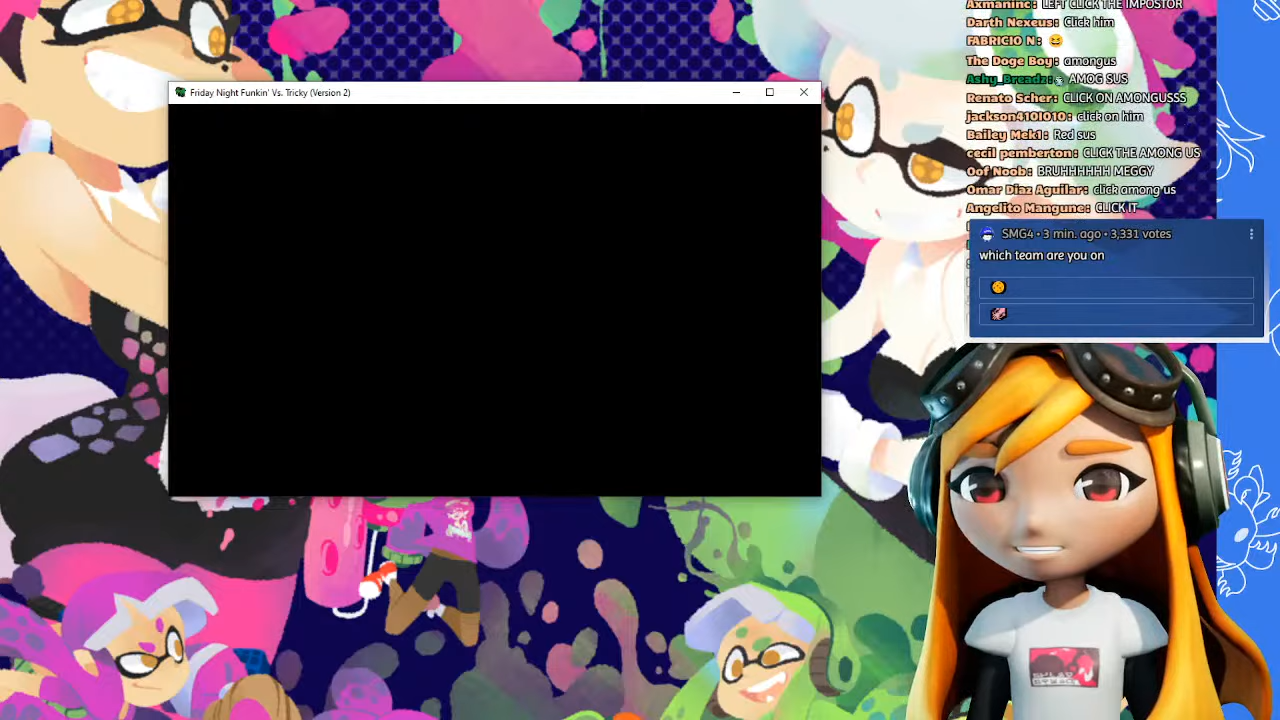 Axmaninc: LEFT CLICK THE IMPOSTOR
Darth Nexeus: Click him
FABRICIO N: 😆
The Doge Boy: amongus
Ashy_Breadz: AMOG SUS
Renato Scher: CLICK ON AMONGUSSS
jackson4101010: click on him
Bailey Mek1: Red sus
cecil pemberton: CLICK THE AMONG US
Oof Noob: BRUHHHHHH MEGGY
Omar Diaz Aguilar: click among us
Angelito Mangune: CLICK IT
Friday Night Funkin' Vs. Tricky (Version 2)
SMG4 • 3 min. ago • 3,331 votes
which team are you on